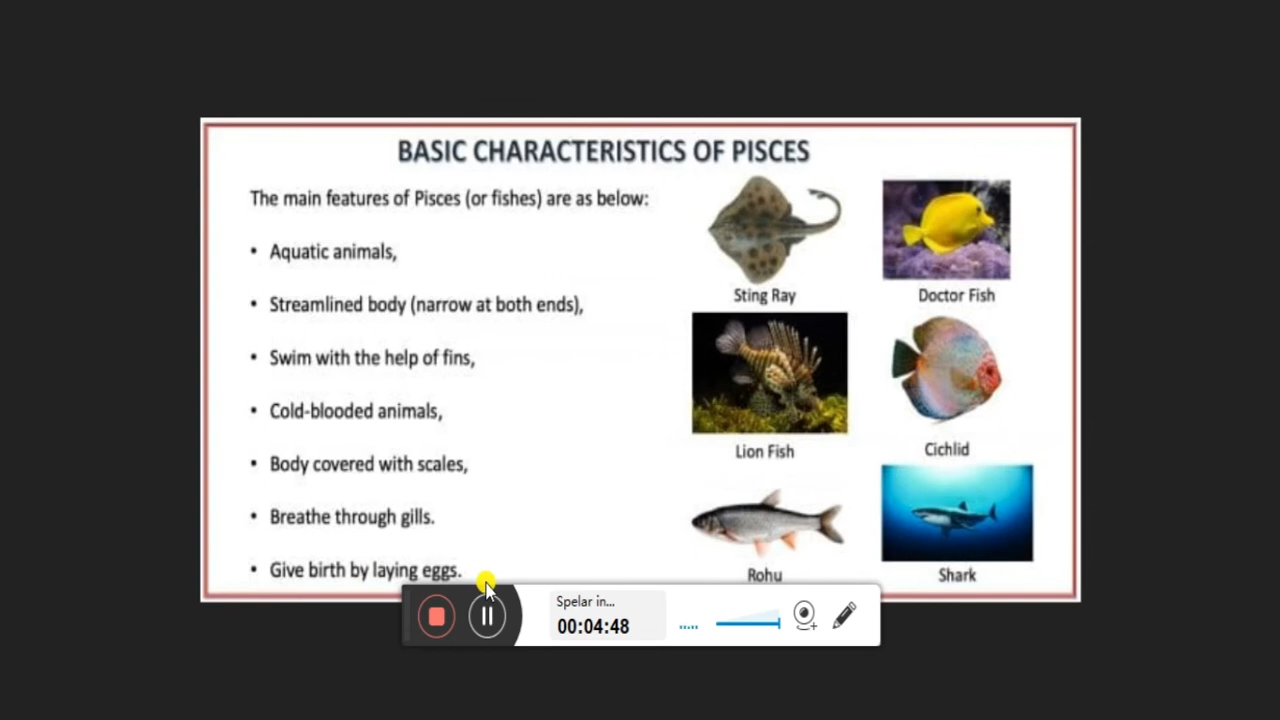 BASIC CHARACTERISTICS OF PISCES
The main features of Pisces (or fishes) are as below:
• Aquatic animals,
• Streamlined body (narrow at both ends),
• Swim with the help of fins,
• Cold-blooded animals,
• Body covered with scales,
• Breathe through gills.
• Give birth by laying eggs.
Sting Ray
Doctor Fish
Lion Fish
Cichlid
Rohu
Shark
Spelar in...
00:04:48